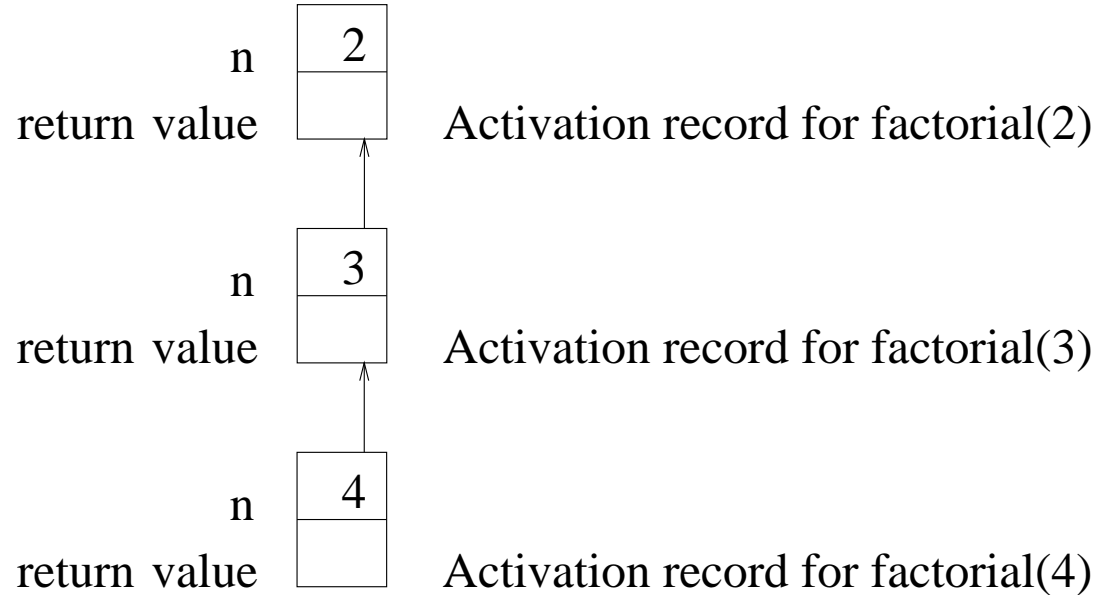 n 2
return value Activation record for factorial(2)
n 3
return value Activation record for factorial(3)
n 4
return value Activation record for factorial(4)